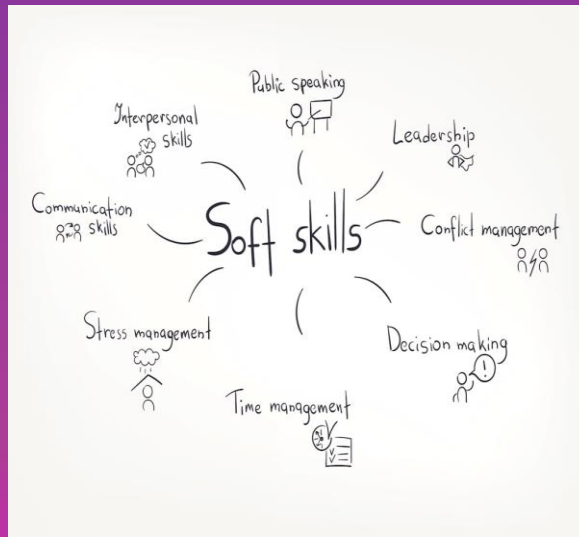 Public speaking
Interpersonal
skills
Leadership
Communication
skills
Soft skills
Conflict management
Stress management
Decision making
Time management